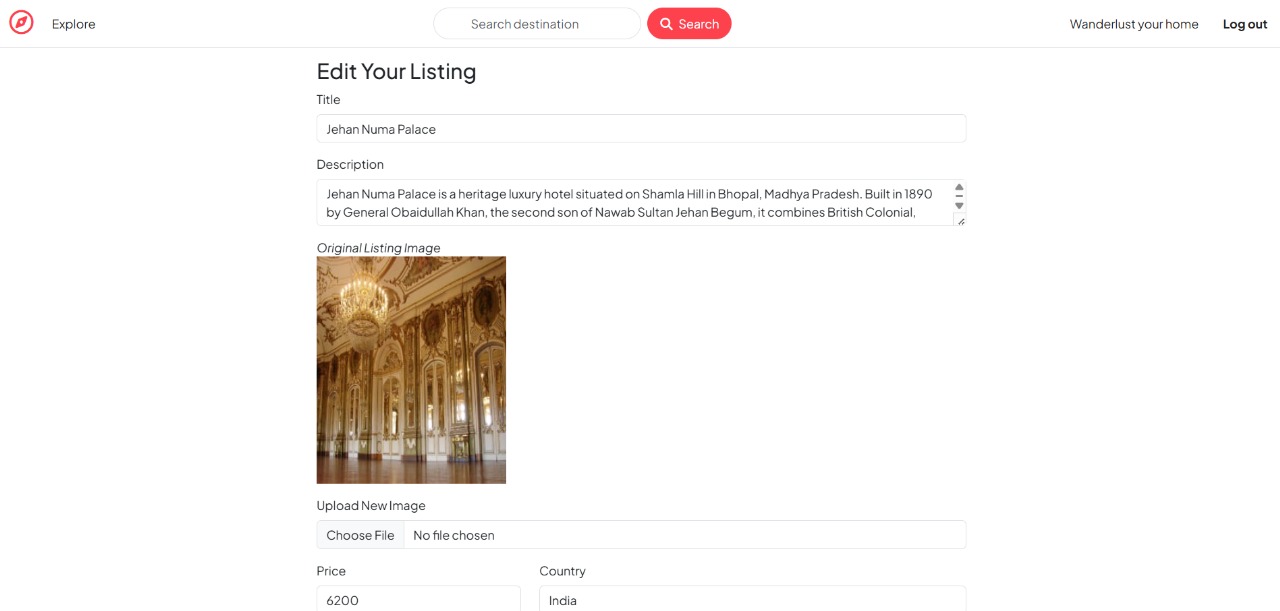 Explore
Search destination
Search
Wanderlust your home
Log out
Edit Your Listing
Title
Jehan Numa Palace
Description
Jehan Numa Palace is a heritage luxury hotel situated on Shamla Hill in Bhopal, Madhya Pradesh. Built in 1890
by General Obaidullah Khan, the second son of Nawab Sultan Jehan Begum, it combines British Colonial,
Original Listing Image
Upload New Image
Choose File No file chosen
Price
Country
6200
India